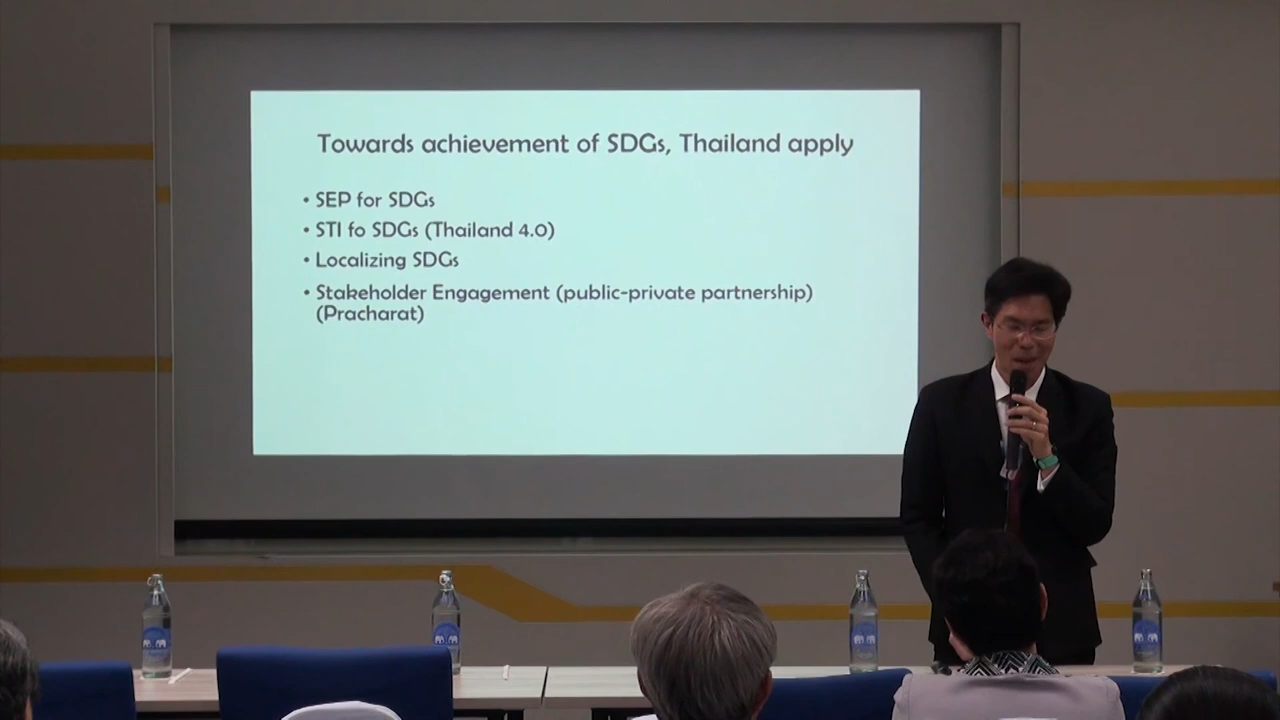 Towards achievement of SDGs, Thailand apply
• SEP for SDGs
• STI fo SDGs (Thailand 4.0)
• Localizing SDGs
• Stakeholder Engagement (public-private partnership)
(Pracharat)